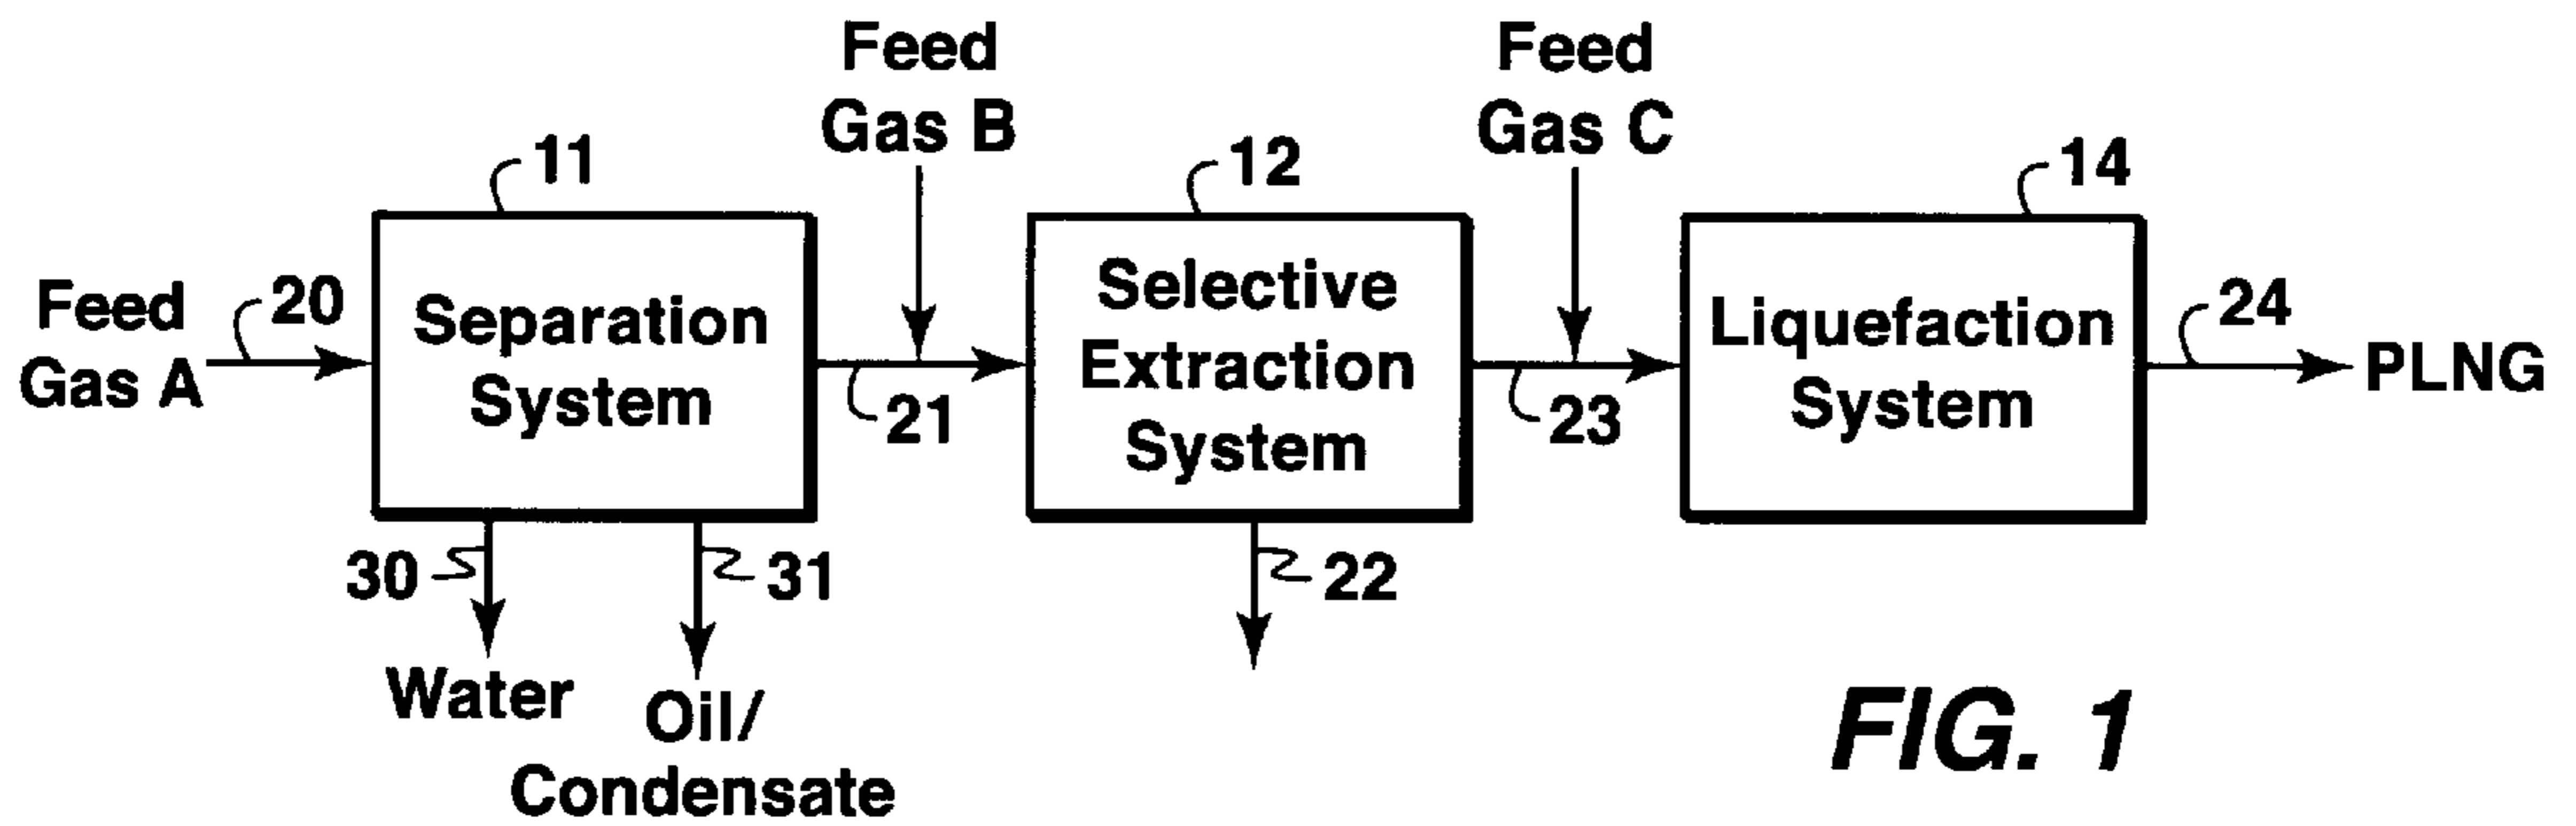 Feed
Gas B
Feed
Gas C
11
12
14
Feed
Gas A
20
Separation
System
21
Selective
Extraction
System
23
Liquefaction
System
24
PLNG
30
31
22
Water
Oil/
Condensate
FIG. 1